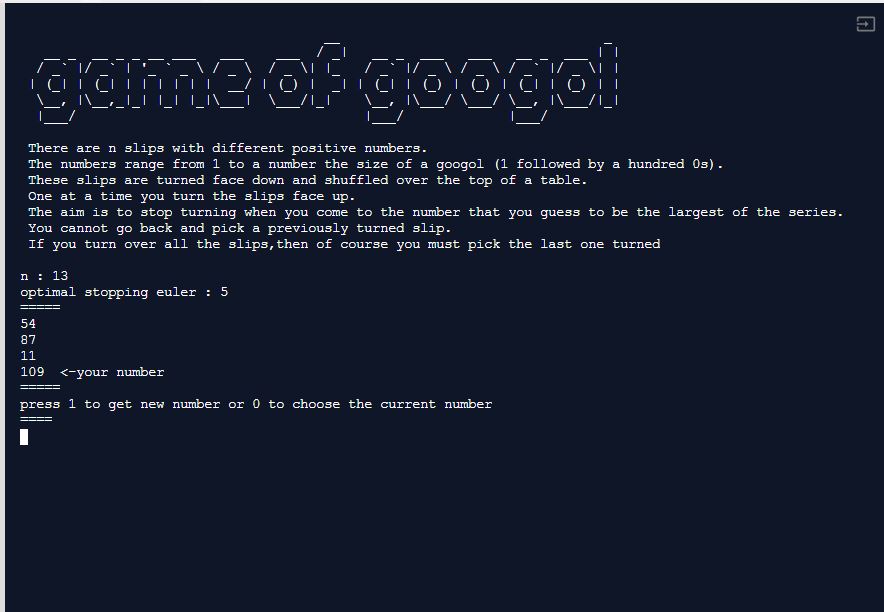 game of googol
There are n slips with different positive numbers.
The numbers range from 1 to a number the size of a googol (1 followed by a hundred 0s).
These slips are turned face down and shuffled over the top of a table.
One at a time you turn the slips face up.
The aim is to stop turning when you come to the number that you guess to be the largest of the series.
You cannot go back and pick a previously turned slip.
If you turn over all the slips,then of course you must pick the last one turned
n : 13
optimal stopping euler : 5
=====
54
87
11
109  <-your number
=====
press 1 to get new number or 0 to choose the current number
====